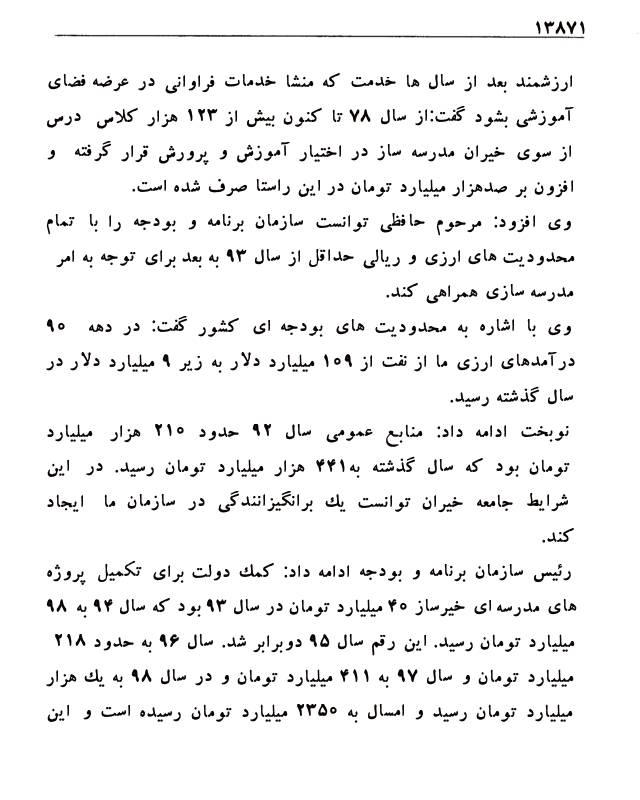 ۱۳۸۷۱
ارزشمند بعد از سال ها خدمت که منشا خدمات فراوانی در عرضه فضای
آموزشی بشود گفت:از سال ۷۸ تا کنون بیش از ۱۲۳ هزار کلاس درس
از سوی خیران مدرسه ساز در اختیار آموزش و پرورش قرار گرفته و
افزون بر صدهزار میلیارد تومان در این راستا صرف شده است.
وی افزود: مرحوم حافظی توانست سازمان برنامه و بودجه را با تمام
محدودیت های ارزی و ریالی حداقل از سال ۹۳ به بعد برای توجه به امر
مدرسه سازی همراهی کند.
وی با اشاره به محدودیت های بودجه ای کشور گفت: در دهه ۹۰
درآمدهای ارزی ما از نفت از ۱۰۹ میلیارد دلار به زیر ۹ میلیارد دلار در
سال گذشته رسید.
نوبخت ادامه داد: منابع عمومی سال ۹۲ حدود ۲۱۰ هزار میلیارد
تومان بود که سال گذشته به۴۴۱ هزار میلیارد تومان رسید. در این
شرایط جامعه خیران توانست یك برانگیزانندگی در سازمان ما ایجاد
کند.
رئیس سازمان برنامه و بودجه ادامه داد: کمك دولت برای تکمیل پروژه
های مدرسه ای خیرساز ۴۰ میلیارد تومان در سال ۹۳ بود که سال ۹۴ به ۹۸
میلیارد تومان رسید. این رقم سال ۹۵ دوبرابر شد. سال ۹۶ به حدود ۲۱۸
میلیارد تومان و سال ۹۷ به ۴۱۱ میلیارد تومان و در سال ۹۸ به یك هزار
میلیارد تومان رسید و امسال به ۲۳۵۰ میلیارد تومان رسیده است و این